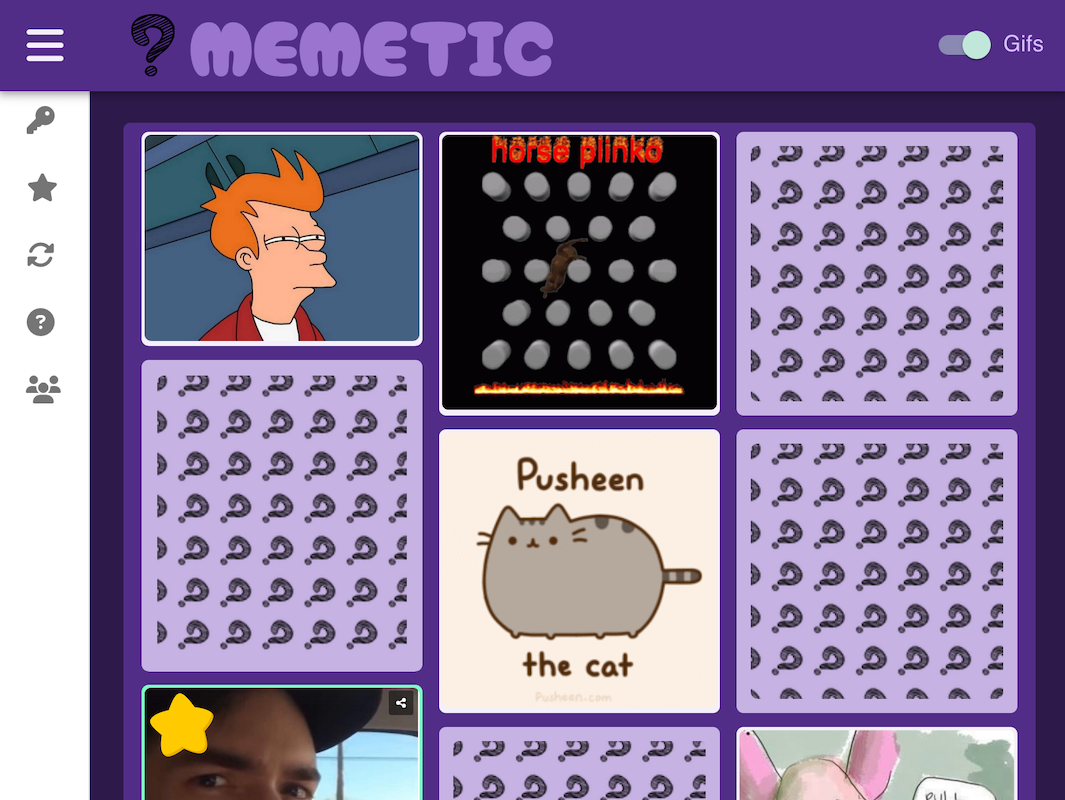 MEMETIC
Gifs
horse plinko
Pusheen
the cat
Pusheen.com